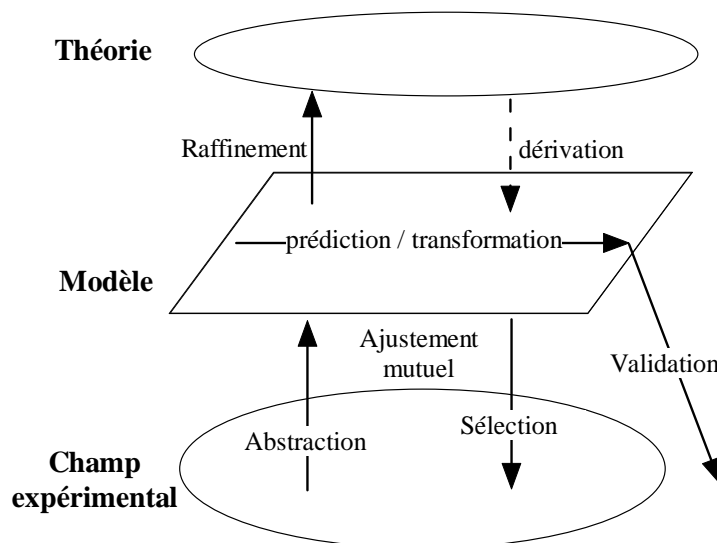 Théorie
Raffinement
dérivation
prédiction / transformation
Modèle
Ajustement
mutuel
Validation
Abstraction
Sélection
Champ
expérimental